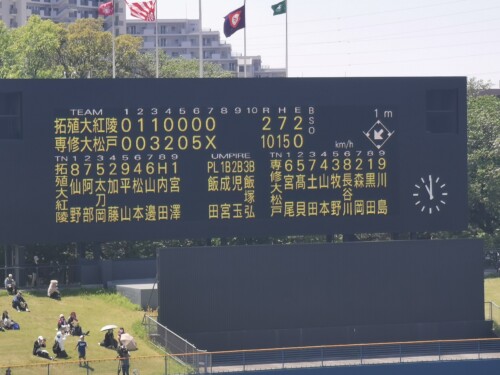 TEAM 1 2 3 4 5 6 7 8 9 10 R H E
拓殖大紅陵 0 1 1 0 0 0 0 2 7 2
専修大松戸 0 0 3 2 0 5 X 10 15 0
B
S
O
km/h
1 m
TN 1 2 3 4 5 6 7 8 9
拓殖大紅陵
8 7 5 2 9 4 6 H 1
仙野
阿部
太刀岡
加藤
平山
松本
山邊
内田
宮澤
UMPIRE
PL 1B 2B 3B
飯田
成宮
児玉
飯塚弘
TN 1 2 3 4 5 6 7 8 9
専修大松戸
6 5 7 4 3 8 2 1 9
宮尾
髙貝
土田
山本
牧野
長谷川
森岡
黒田
川島